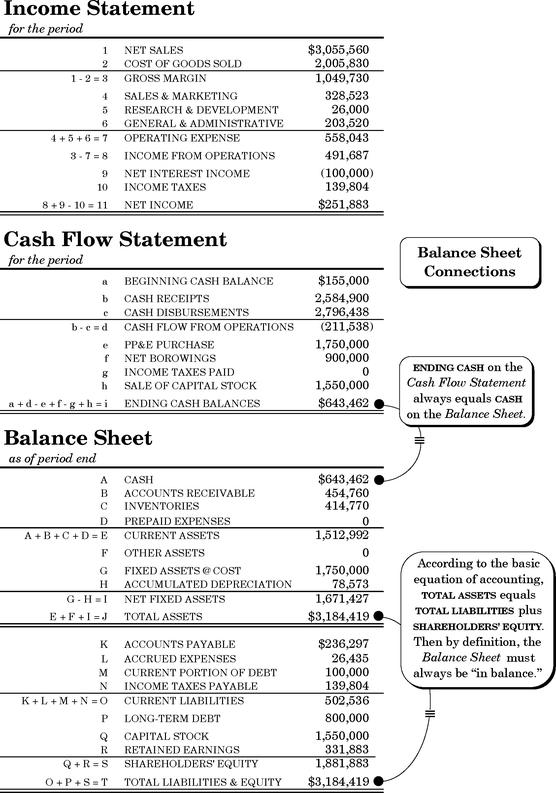 Income Statement
for the period
1 NET SALES $3,055,560
2 COST OF GOODS SOLD 2,005,830
1 - 2 = 3 GROSS MARGIN 1,049,730
4 SALES & MARKETING 328,523
5 RESEARCH & DEVELOPMENT 26,000
6 GENERAL & ADMINISTRATIVE 203,520
4 + 5 + 6 = 7 OPERATING EXPENSE 558,043
3 - 7 = 8 INCOME FROM OPERATIONS 491,687
9 NET INTEREST INCOME (100,000)
10 INCOME TAXES 139,804
8 + 9 - 10 = 11 NET INCOME $251,883
Cash Flow Statement
for the period
a BEGINNING CASH BALANCE $155,000
b CASH RECEIPTS 2,584,900
c CASH DISBURSEMENTS 2,796,438
b - c = d CASH FLOW FROM OPERATIONS (211,538)
e PP&E PURCHASE 1,750,000
f NET BOROWINGS 900,000
g INCOME TAXES PAID 0
h SALE OF CAPITAL STOCK 1,550,000
a + d - e + f - g + h = i ENDING CASH BALANCES $643,462
Balance Sheet
Connections
ENDING CASH on the
Cash Flow Statement
always equals CASH
on the Balance Sheet.
Balance Sheet
as of period end
A CASH $643,462
B ACCOUNTS RECEIVABLE 454,760
C INVENTORIES 414,770
D PREPAID EXPENSES 0
A + B + C + D = E CURRENT ASSETS 1,512,992
F OTHER ASSETS 0
G FIXED ASSETS @ COST 1,750,000
H ACCUMULATED DEPRECIATION 78,573
G - H = I NET FIXED ASSETS 1,671,427
E + F + I = J TOTAL ASSETS $3,184,419
K ACCOUNTS PAYABLE $236,297
L ACCRUED EXPENSES 26,435
M CURRENT PORTION OF DEBT 100,000
N INCOME TAXES PAYABLE 139,804
K + L + M + N = O CURRENT LIABILITIES 502,536
P LONG-TERM DEBT 800,000
Q CAPITAL STOCK 1,550,000
R RETAINED EARNINGS 331,883
Q + R = S SHAREHOLDERS' EQUITY 1,881,883
O + P + S = T TOTAL LIABILITIES & EQUITY $3,184,419
According to the basic
equation of accounting,
TOTAL ASSETS equals
TOTAL LIABILITIES plus
SHAREHOLDERS' EQUITY.
Then by definition, the
Balance Sheet must
always be “in balance.”